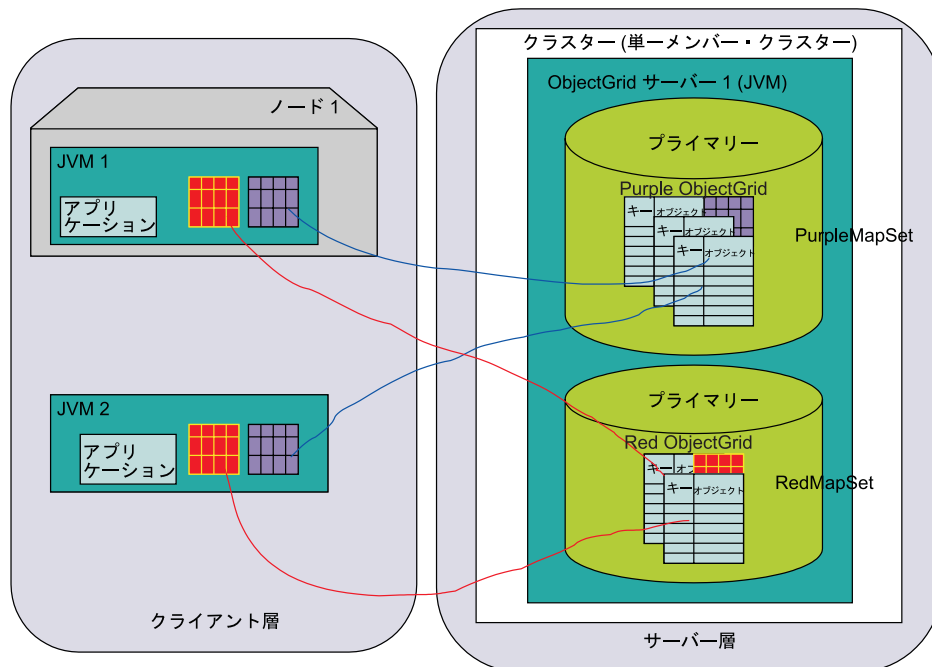 ノード 1
JVM 1
アプリ
ケーション
JVM 2
アプリ
ケーション
クライアント層
クラスター (単一メンバー・クラスター)
ObjectGrid サーバー 1 (JVM)
プライマリー
Purple ObjectGrid
キー オブジェクト
キー
キー オブジェクト
PurpleMapSet
プライマリー
Red ObjectGrid
キー オブ
キー オブジェクト
RedMapSet
サーバー層